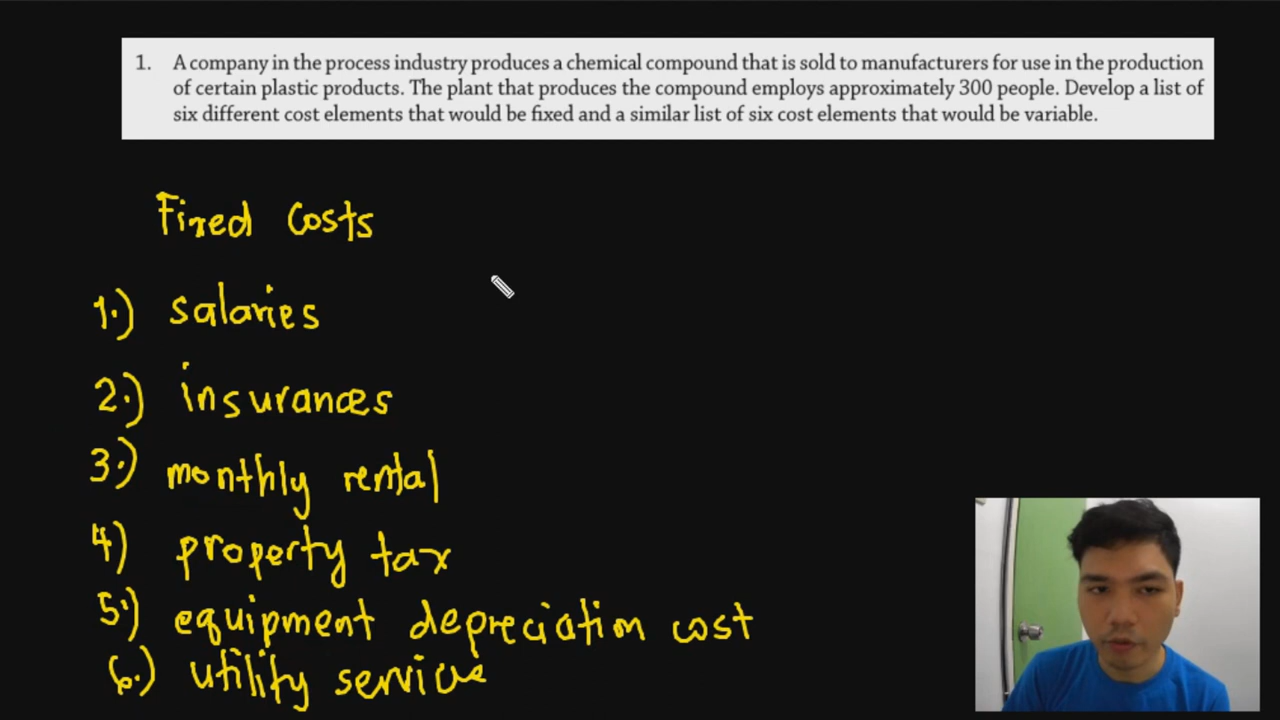 1. A company in the process industry produces a chemical compound that is sold to manufacturers for use in the production
of certain plastic products. The plant that produces the compound employs approximately 300 people. Develop a list of
six different cost elements that would be fixed and a similar list of six cost elements that would be variable.
Fixed Costs
1.) salaries
2.) insurances
3.) monthly rental
4) property tax
5.) equipment depreciation cost
6.) utility service